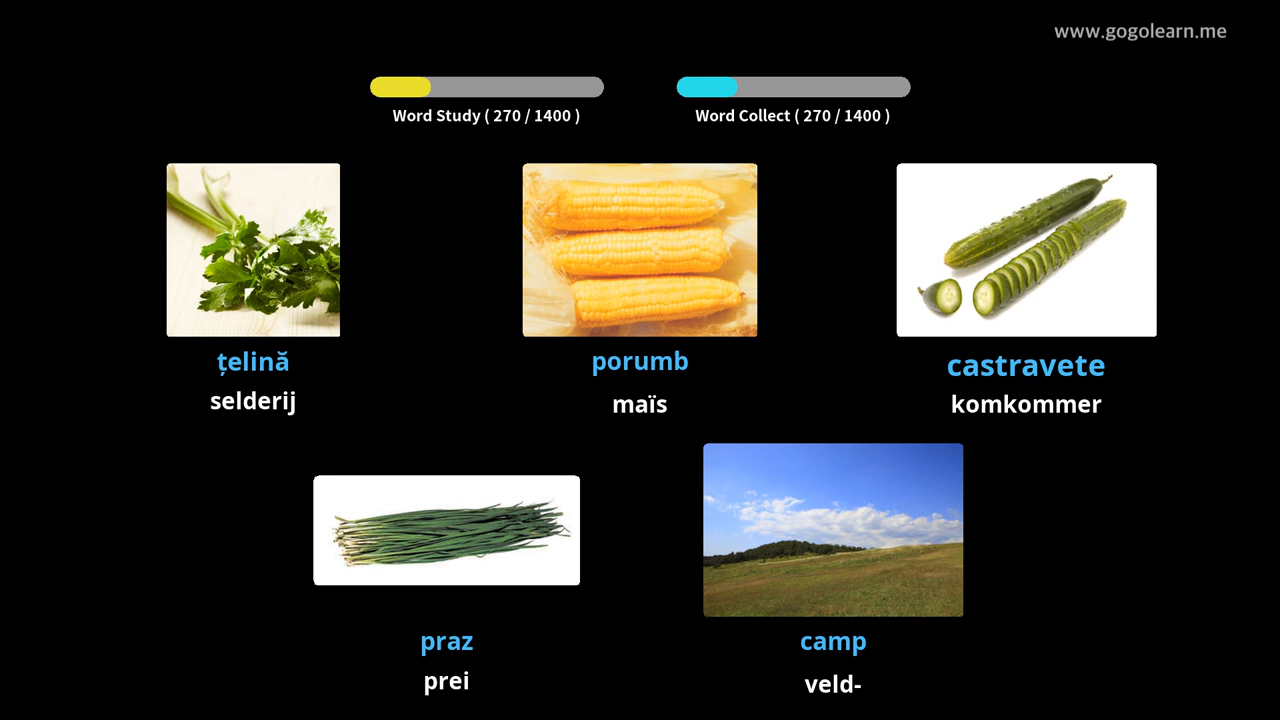 www.gogolearn.me
Word Study ( 270 / 1400 )
Word Collect ( 270 / 1400 )
țelină
porumb
castravete
selderij
maïs
komkommer
praz
camp
prei
veld-